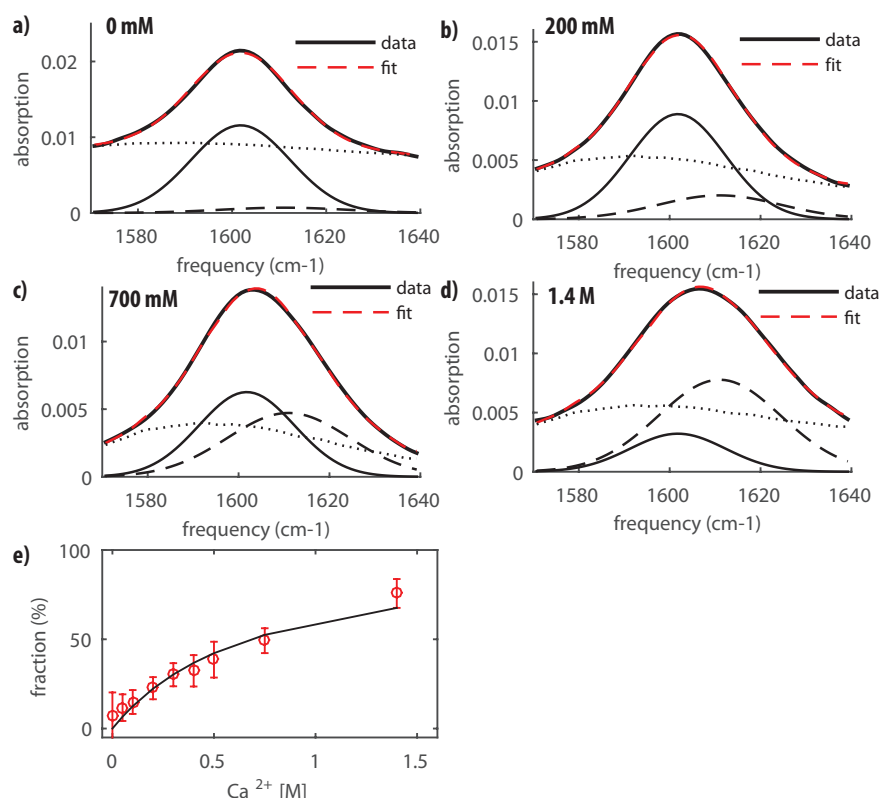 a) 0 mM
data
fit
0.02
0.01
0
absorption
1580 1600 1620 1640
frequency (cm-1)
b) 200 mM
data
fit
0.015
0.01
0.005
0
absorption
1580 1600 1620 1640
frequency (cm-1)
c) 700 mM
data
fit
0.01
0.005
0
absorption
1580 1600 1620 1640
frequency (cm-1)
d) 1.4 M
data
fit
0.015
0.01
0.005
0
absorption
1580 1600 1620 1640
frequency (cm-1)
e)
100
50
0
fraction (%)
0 0.5 1 1.5
Ca 2+ [M]